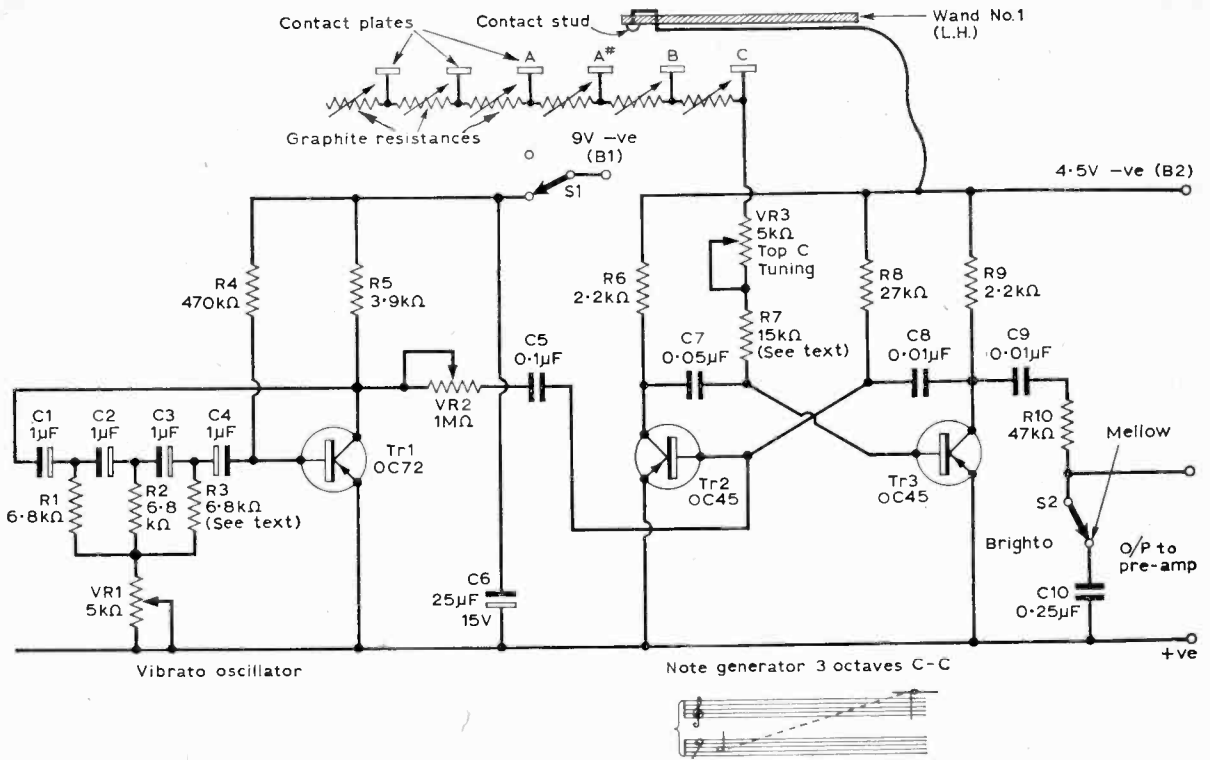 Contact plates
Contact stud
Wand No.1
(L.H.)
A
A#
B
C
Graphite resistances
9V -ve
(B1)
S1
4·5V -ve (B2)
R4
470kΩ
R5
3·9kΩ
R6
2·2kΩ
VR3
5kΩ
Top C
Tuning
R8
27kΩ
R9
2·2kΩ
C5
0·1µF
C7
0·05µF
R7
15kΩ
(See text)
C8
0·01µF
C9
0·01µF
VR2
1MΩ
C1
1µF
C2
1µF
C3
1µF
C4
1µF
Tr1
OC72
R10
47kΩ
Mellow
R1
6·8kΩ
R2
6·8
kΩ
R3
6·8kΩ
(See text)
Tr2
OC45
Tr3
OC45
S2
Brighto
O/P to
pre-amp
VR1
5kΩ
C6
25µF
15V
C10
0·25µF
+ve
Vibrato oscillator
Note generator 3 octaves C-C